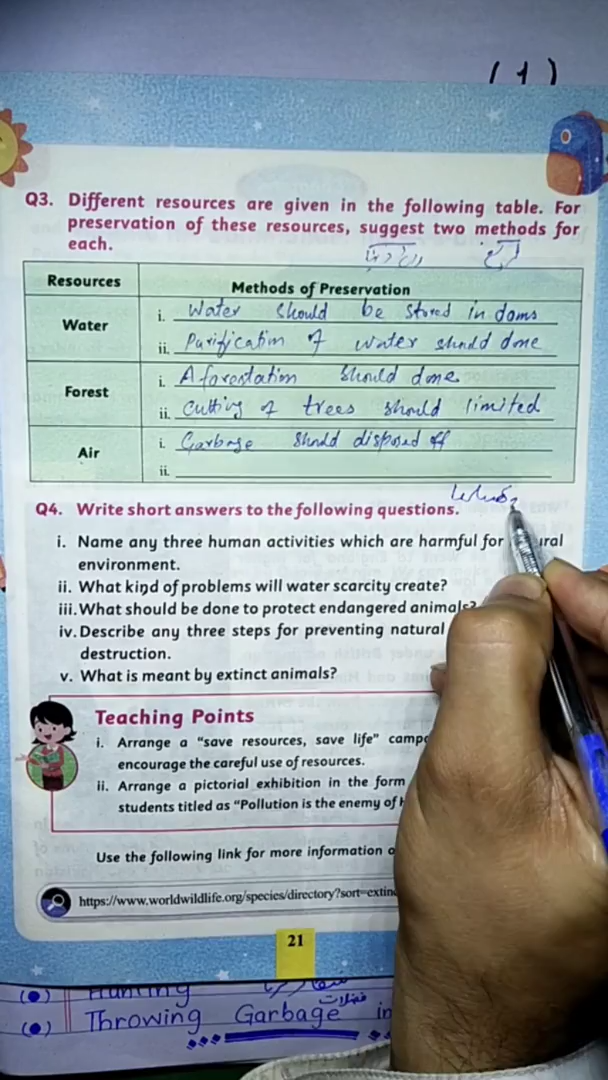 (1)
Q3. Different resources are given in the following table. For
preservation of these resources, suggest two methods for
each.
Resources
Methods of Preservation
Water
i. Water should be stored in dams
ii. Purification of water should done
Forest
i. Aforestation should done
ii. Cutting of trees should limited
Air
i. Garbage should disposed off
ii.
Q4. Write short answers to the following questions.
i. Name any three human activities which are harmful for
environment.
ii. What kind of problems will water scarcity create?
iii. What should be done to protect endangered animals?
iv. Describe any three steps for preventing natural
destruction.
v. What is meant by extinct animals?
Teaching Points
i. Arrange a “save resources, save life”
encourage the careful use of resources.
ii. Arrange a pictorial exhibition in the form
students titled as “Pollution is the enemy of
Use the following link for more information
https://www.worldwildlife.org/species/directory?sort=extin
21
(•) Hunting
(•) Throwing Garbage in
فضلات